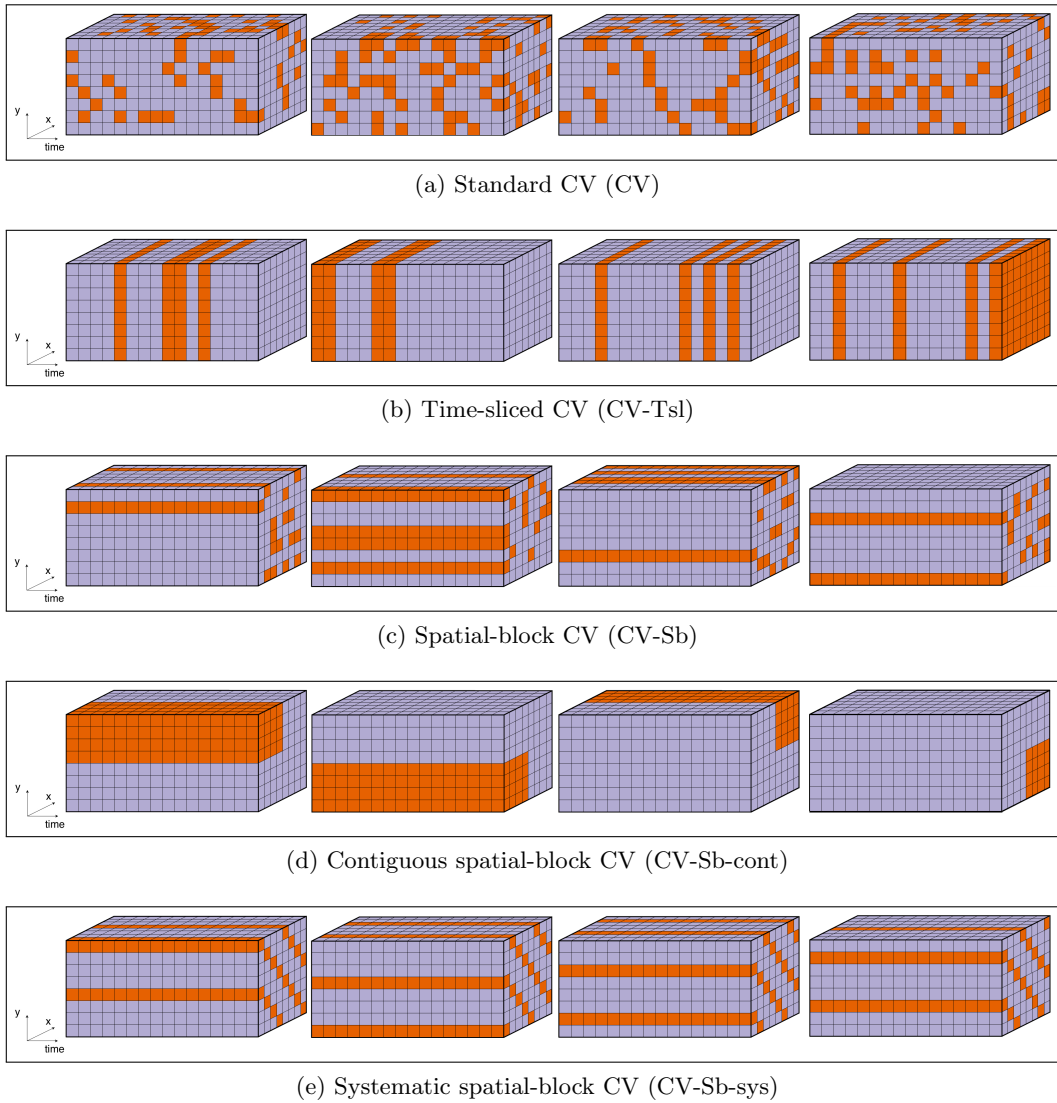 y
x
time
(a) Standard CV (CV)
y
x
time
(b) Time-sliced CV (CV-Tsl)
y
x
time
(c) Spatial-block CV (CV-Sb)
y
x
time
(d) Contiguous spatial-block CV (CV-Sb-cont)
y
x
time
(e) Systematic spatial-block CV (CV-Sb-sys)